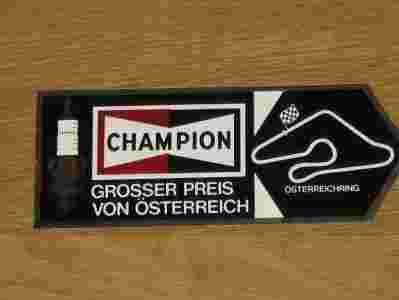 CHAMPION
GROSSER PREIS
VON ÖSTERREICH
ÖSTERREICHRING